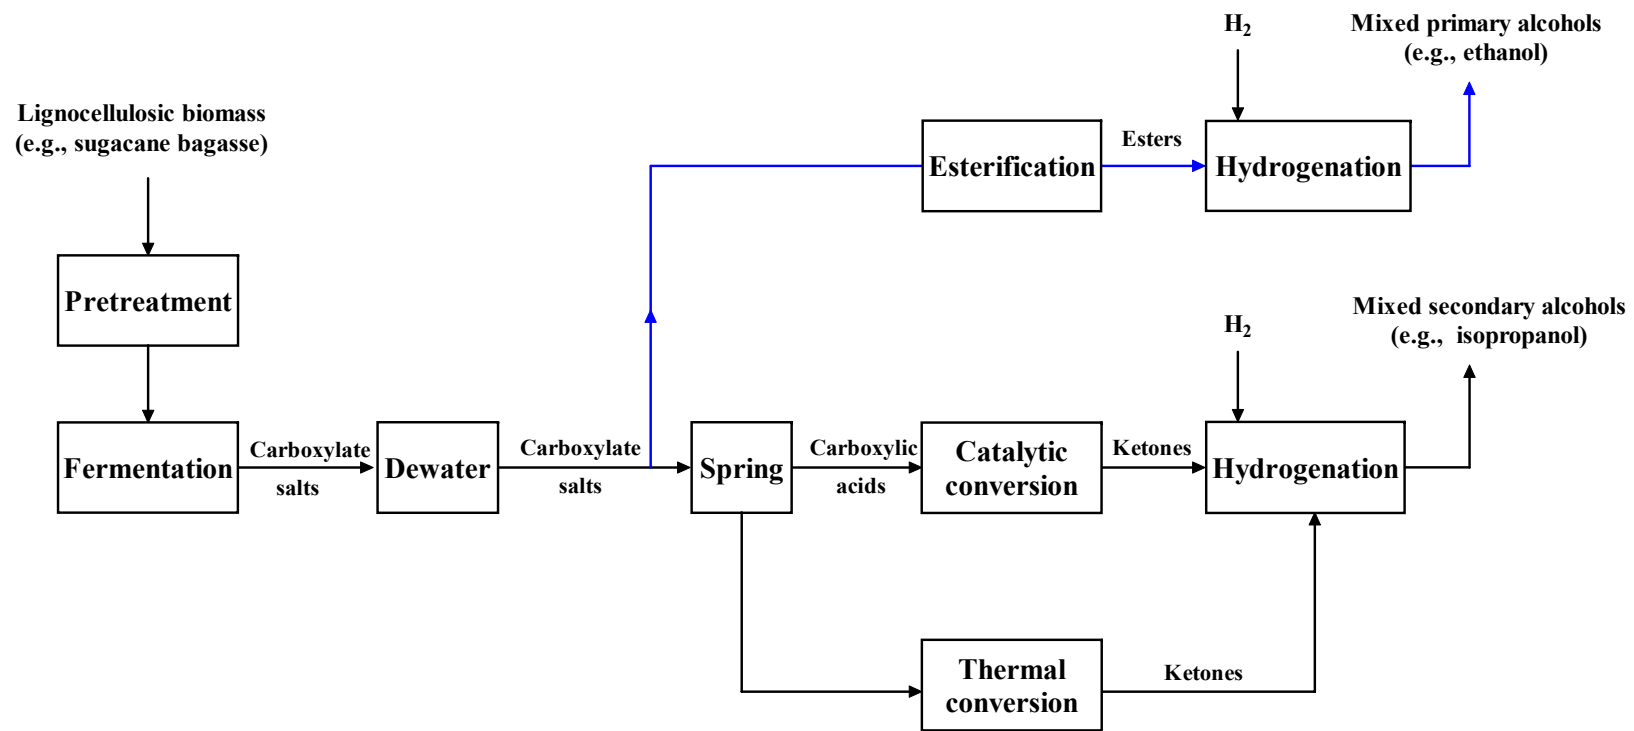 H2
Mixed primary alcohols
(e.g., ethanol)
Lignocellulosic biomass
(e.g., sugacane bagasse)
Esterification
Esters
Hydrogenation
Pretreatment
H2
Mixed secondary alcohols
(e.g., isopropanol)
Fermentation
Carboxylate
salts
Dewater
Carboxylate
salts
Spring
Carboxylic
acids
Catalytic
conversion
Ketones
Hydrogenation
Thermal
conversion
Ketones